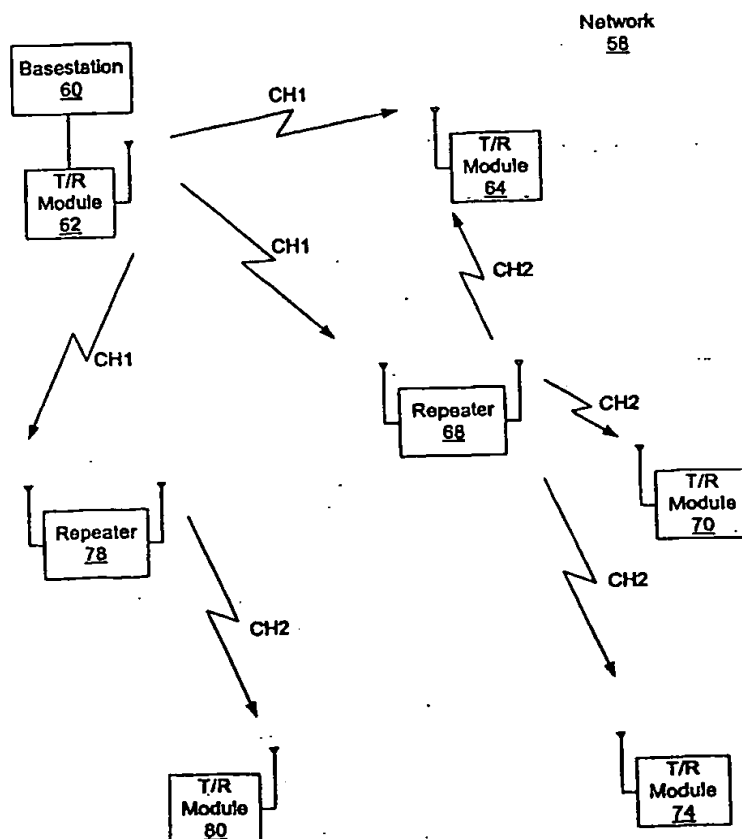 Network
58
Basestation
60
CH1
T/R
Module
62
T/R
Module
64
CH1
CH2
CH1
Repeater
68
CH2
T/R
Module
70
Repeater
78
CH2
CH2
T/R
Module
80
T/R
Module
74